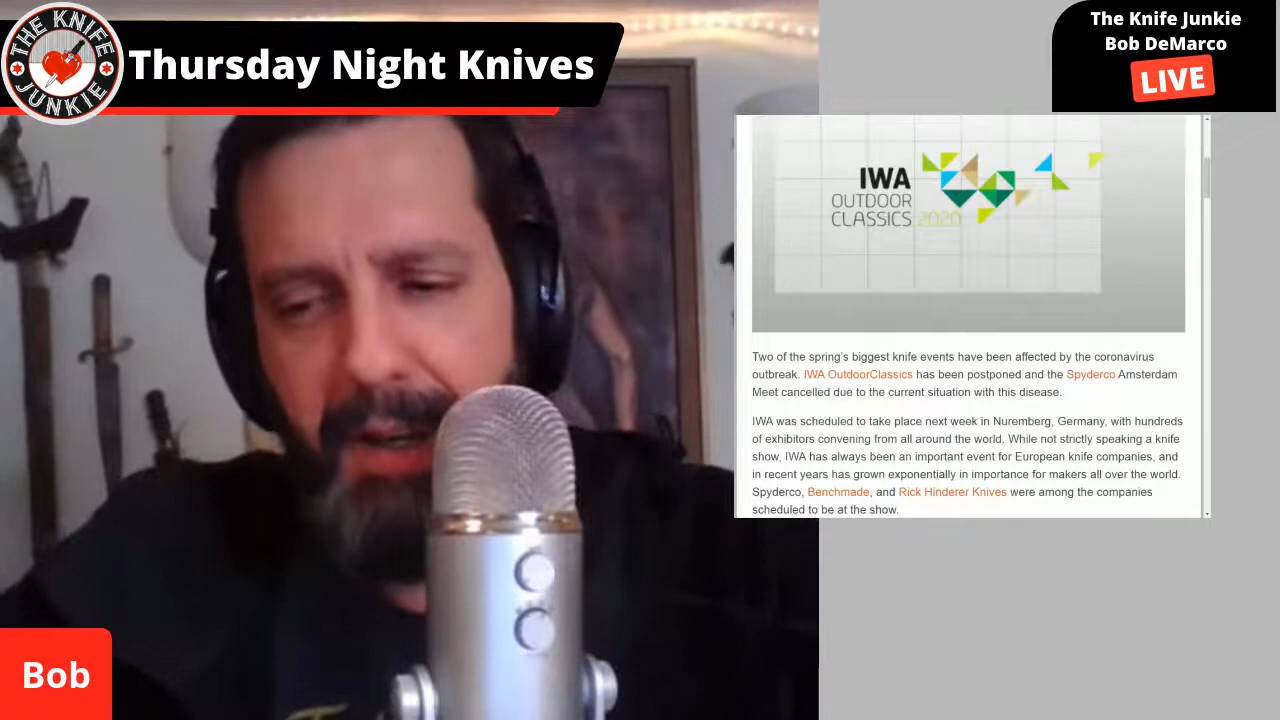 THE KNIFE
JUNKIE
Thursday Night Knives
The Knife Junkie
Bob DeMarco
LIVE
IWA
OUTDOOR
CLASSICS 2020
Two of the spring's biggest knife events have been affected by the coronavirus
outbreak. IWA OutdoorClassics has been postponed and the Spyderco Amsterdam
Meet cancelled due to the current situation with this disease.
IWA was scheduled to take place next week in Nuremberg, Germany, with hundreds
of exhibitors convening from all around the world. While not strictly speaking a knife
show, IWA has always been an important event for European knife companies, and
in recent years has grown exponentially in importance for makers all over the world.
Spyderco, Benchmade, and Rick Hinderer Knives were among the companies
scheduled to be at the show.
Bob